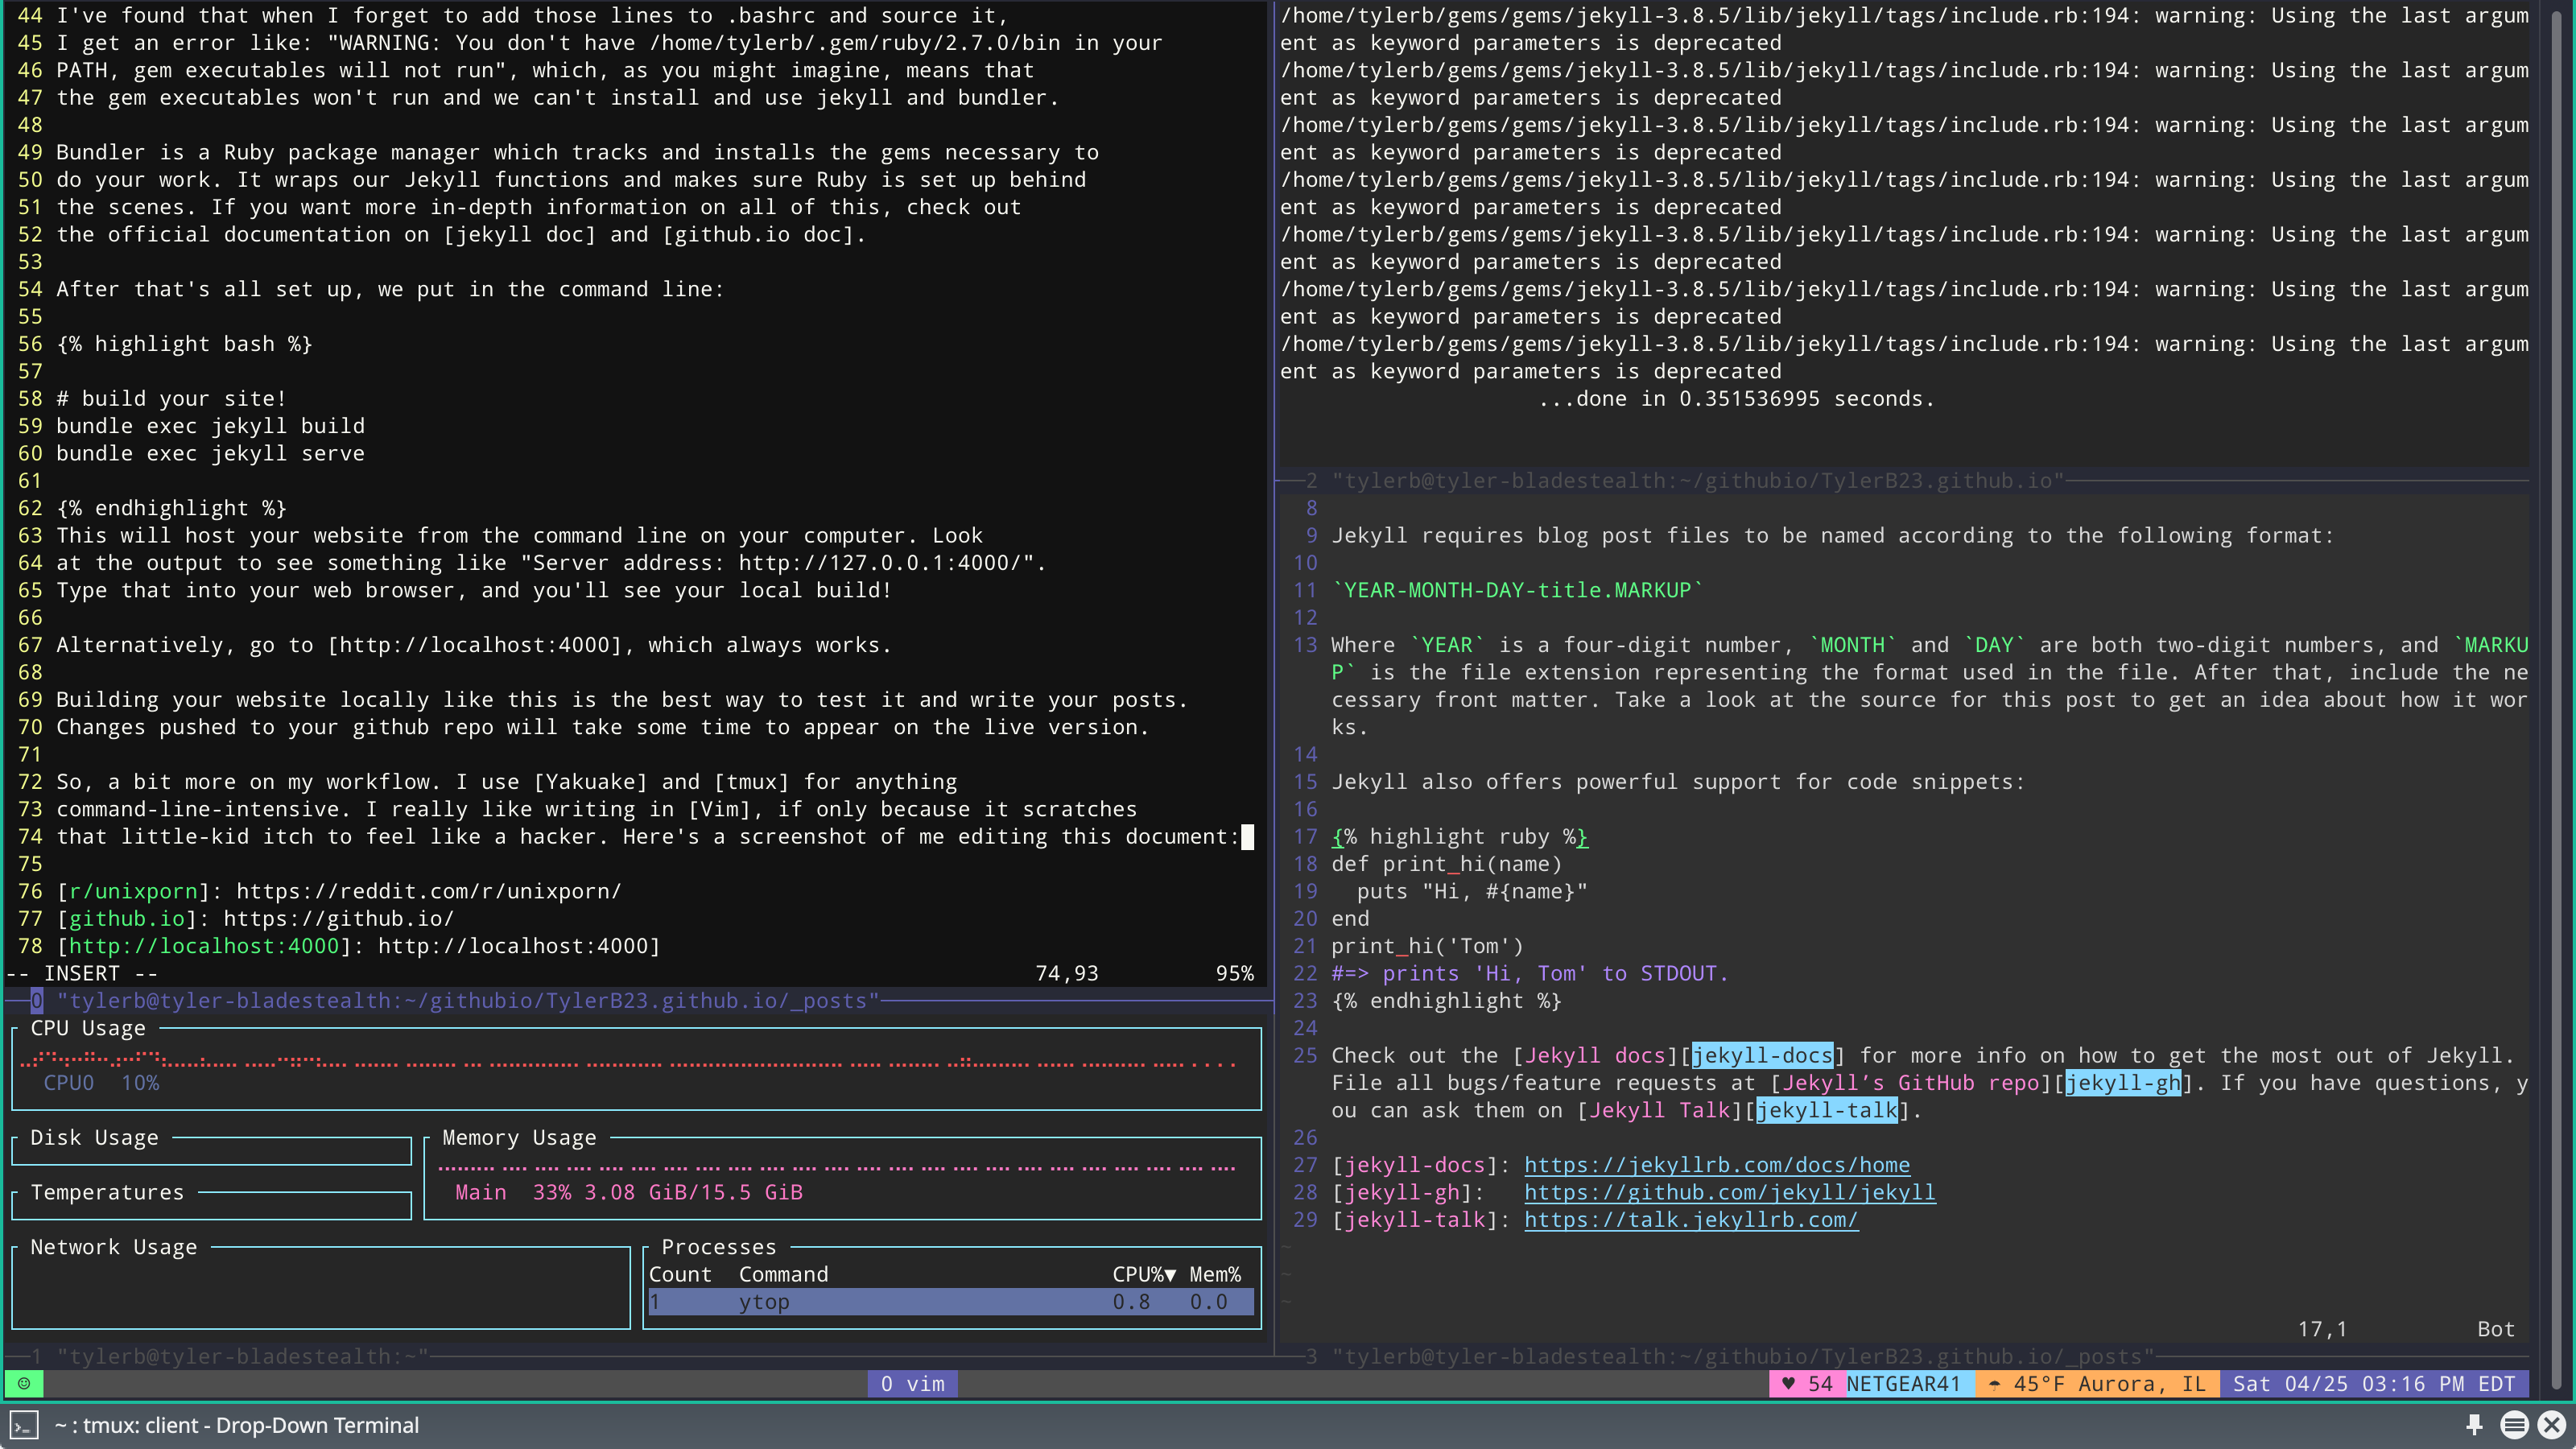 44 I've found that when I forget to add those lines to .bashrc and source it,
45 I get an error like: "WARNING: You don't have /home/tylerb/.gem/ruby/2.7.0/bin in your
46 PATH, gem executables will not run", which, as you might imagine, means that
47 the gem executables won't run and we can't install and use jekyll and bundler.
48
49 Bundler is a Ruby package manager which tracks and installs the gems necessary to
50 do your work. It wraps our Jekyll functions and makes sure Ruby is set up behind
51 the scenes. If you want more in-depth information on all of this, check out
52 the official documentation on [jekyll doc] and [github.io doc].
53
54 After that's all set up, we put in the command line:
55
56 {% highlight bash %}
57
58 # build your site!
59 bundle exec jekyll build
60 bundle exec jekyll serve
61
62 {% endhighlight %}
63 This will host your website from the command line on your computer. Look
64 at the output to see something like "Server address: http://127.0.0.1:4000/".
65 Type that into your web browser, and you'll see your local build!
66
67 Alternatively, go to [http://localhost:4000], which always works.
68
69 Building your website locally like this is the best way to test it and write your posts.
70 Changes pushed to your github repo will take some time to appear on the live version.
71
72 So, a bit more on my workflow. I use [Yakuake] and [tmux] for anything
73 command-line-intensive. I really like writing in [Vim], if only because it scratches
74 that little-kid itch to feel like a hacker. Here's a screenshot of me editing this document:
75
76 [r/unixporn]: https://reddit.com/r/unixporn/
77 [github.io]: https://github.io/
78 [http://localhost:4000]: http://localhost:4000]
-- INSERT -- 74,93 95%
0 "tylerb@tyler-bladestealth:~/githubio/TylerB23.github.io/_posts"
CPU Usage
CPU0 10%
Disk Usage
Memory Usage
Main 33% 3.08 GiB/15.5 GiB
Temperatures
Network Usage
Processes
Count Command CPU%▼ Mem%
1 ytop 0.8 0.0
1 "tylerb@tyler-bladestealth:~"
/home/tylerb/gems/gems/jekyll-3.8.5/lib/jekyll/tags/include.rb:194: warning: Using the last argum
ent as keyword parameters is deprecated
/home/tylerb/gems/gems/jekyll-3.8.5/lib/jekyll/tags/include.rb:194: warning: Using the last argum
ent as keyword parameters is deprecated
/home/tylerb/gems/gems/jekyll-3.8.5/lib/jekyll/tags/include.rb:194: warning: Using the last argum
ent as keyword parameters is deprecated
/home/tylerb/gems/gems/jekyll-3.8.5/lib/jekyll/tags/include.rb:194: warning: Using the last argum
ent as keyword parameters is deprecated
/home/tylerb/gems/gems/jekyll-3.8.5/lib/jekyll/tags/include.rb:194: warning: Using the last argum
ent as keyword parameters is deprecated
/home/tylerb/gems/gems/jekyll-3.8.5/lib/jekyll/tags/include.rb:194: warning: Using the last argum
ent as keyword parameters is deprecated
/home/tylerb/gems/gems/jekyll-3.8.5/lib/jekyll/tags/include.rb:194: warning: Using the last argum
ent as keyword parameters is deprecated
...done in 0.351536995 seconds.
2 "tylerb@tyler-bladestealth:~/githubio/TylerB23.github.io"
8
9 Jekyll requires blog post files to be named according to the following format:
10
11 `YEAR-MONTH-DAY-title.MARKUP`
12
13 Where `YEAR` is a four-digit number, `MONTH` and `DAY` are both two-digit numbers, and `MARKU
P` is the file extension representing the format used in the file. After that, include the ne
cessary front matter. Take a look at the source for this post to get an idea about how it wor
ks.
14
15 Jekyll also offers powerful support for code snippets:
16
17 {% highlight ruby %}
18 def print_hi(name)
19 puts "Hi, #{name}"
20 end
21 print_hi('Tom')
22 #=> prints 'Hi, Tom' to STDOUT.
23 {% endhighlight %}
24
25 Check out the [Jekyll docs][jekyll-docs] for more info on how to get the most out of Jekyll.
File all bugs/feature requests at [Jekyll’s GitHub repo][jekyll-gh]. If you have questions, y
ou can ask them on [Jekyll Talk][jekyll-talk].
26
27 [jekyll-docs]: https://jekyllrb.com/docs/home
28 [jekyll-gh]: https://github.com/jekyll/jekyll
29 [jekyll-talk]: https://talk.jekyllrb.com/
~
~
~
17,1 Bot
3 "tylerb@tyler-bladestealth:~/githubio/TylerB23.github.io/_posts"
☺ 0 vim ♥ 54 NETGEAR41 ☂ 45°F Aurora, IL Sat 04/25 03:16 PM EDT
~ : tmux: client - Drop-Down Terminal